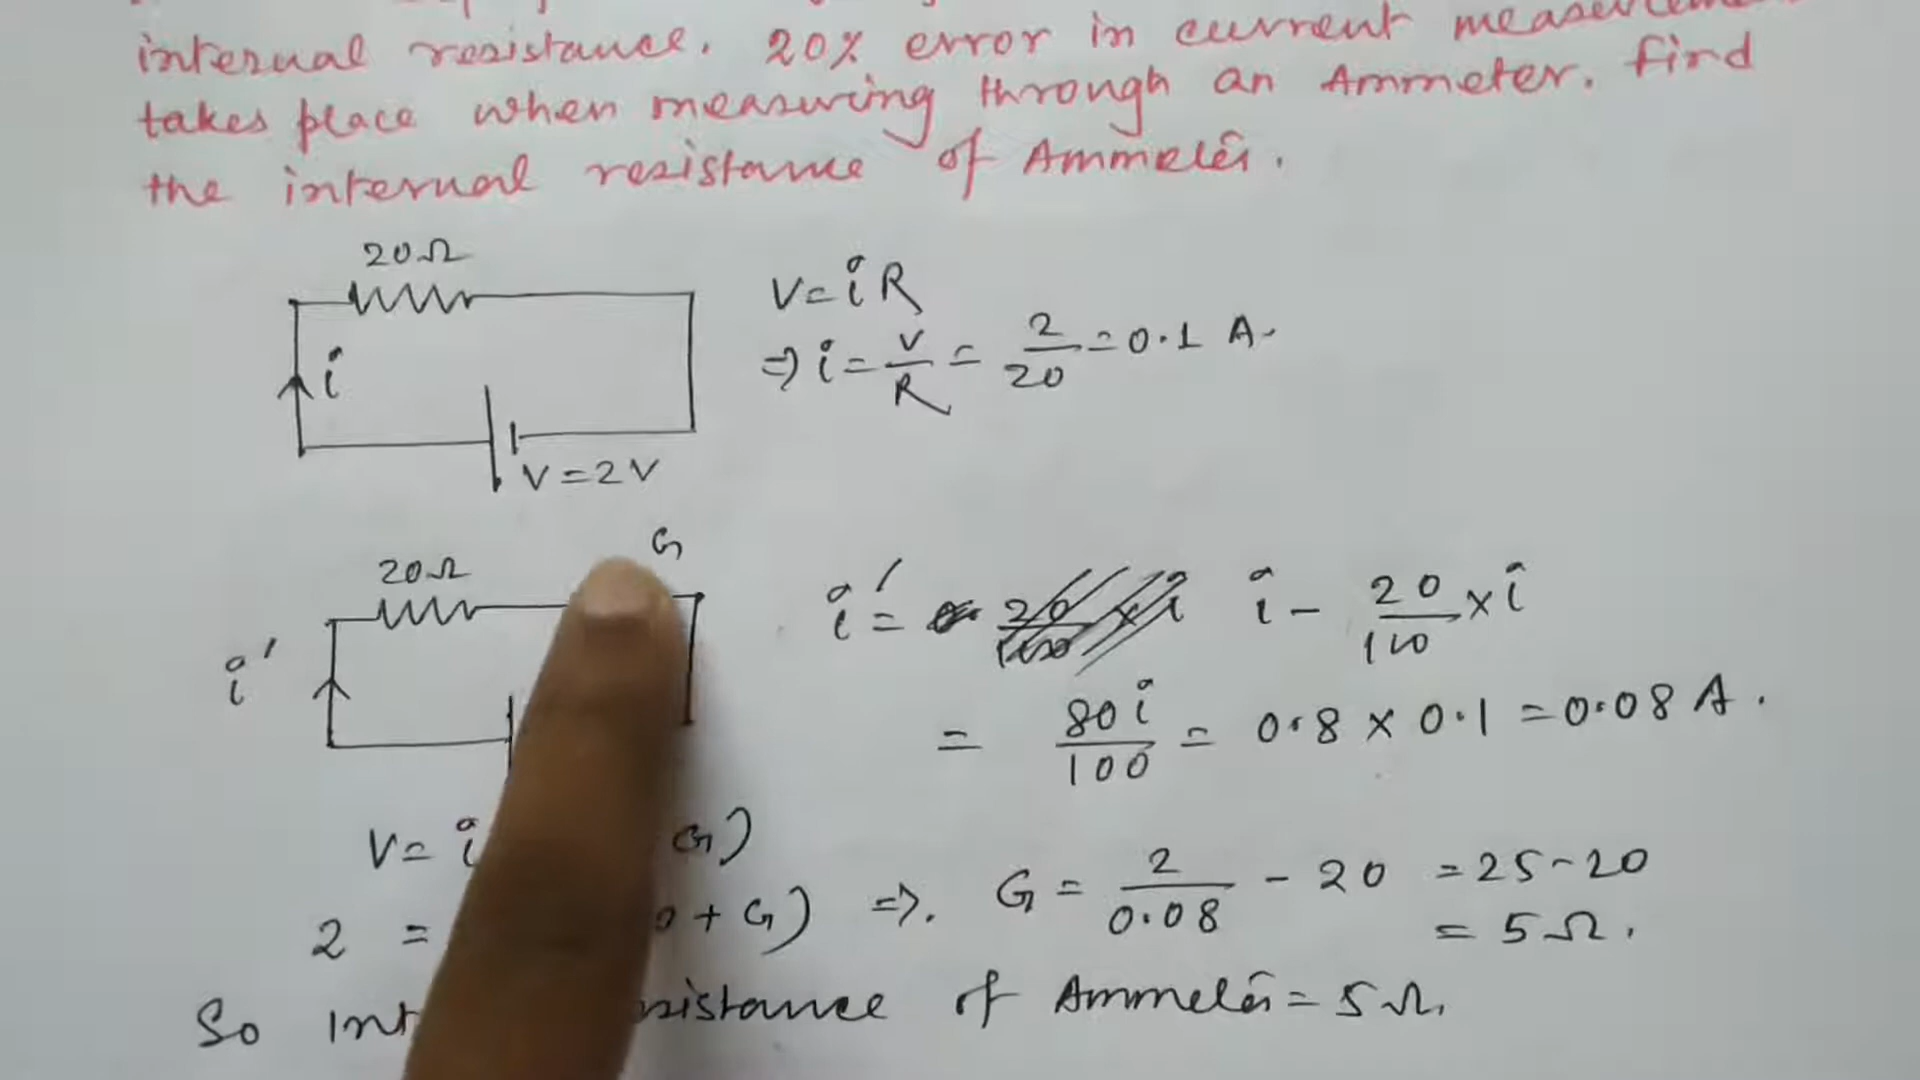 internal resistance. 20% error in current measurement
takes place when measuring through an Ammeter. find
the internal resistance of Ammeter.
20Ω
i
V=2V
V=iR
⇒ i = V/R = 2/20 = 0.1 A.
20Ω
G
i′
i′= i - 20/100 × i
= 80i/100 = 0.8 × 0.1 = 0.08 A.
V= i G)
2 = + G) ⇒. G = 2/0.08 - 20 = 25-20
= 5Ω.
So of Ammeter = 5Ω.